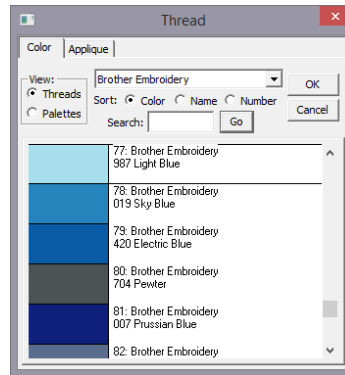 Thread
Color Applique
View:
Threads
Palettes
Brother Embroidery
Sort: Color Name Number
Search: Go
OK
Cancel
77: Brother Embroidery
987 Light Blue
78: Brother Embroidery
019 Sky Blue
79: Brother Embroidery
420 Electric Blue
80: Brother Embroidery
704 Pewter
81: Brother Embroidery
007 Prussian Blue
82: Brother Embroidery